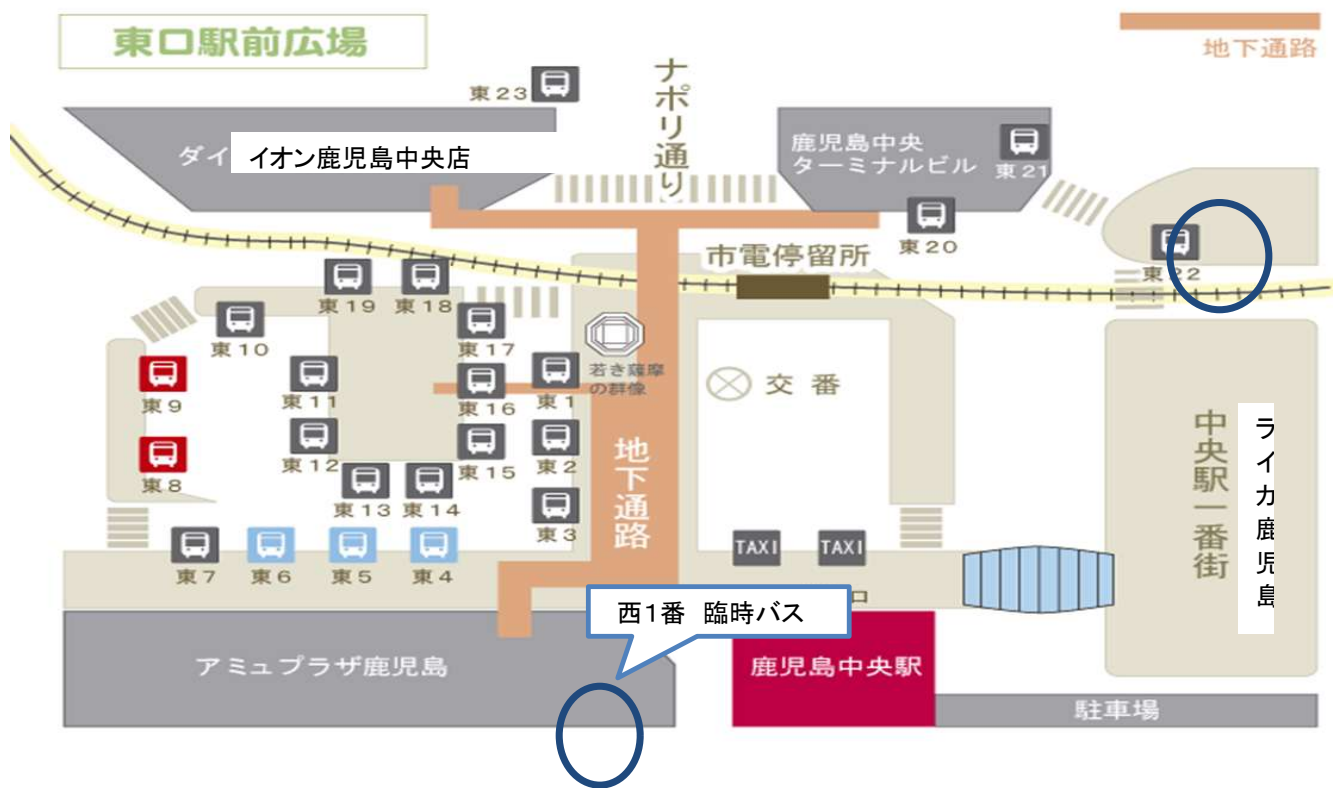 東口駅前広場
地下通路
東23
ナポリ通り
ダイ
イオン鹿児島中央店
鹿児島中央
ターミナルビル
東21
東20
市電停留所
東22
東19
東18
東10
東17
若き薩摩
の群像
東9
東11
東16
東1
交番
東8
東12
東15
東2
地下通路
中央駅一番街
ライカ鹿児島
東13
東14
東3
TAXI
TAXI
東7
東6
東5
東4
口
西1番 臨時バス
アミュプラザ鹿児島
鹿児島中央駅
駐車場